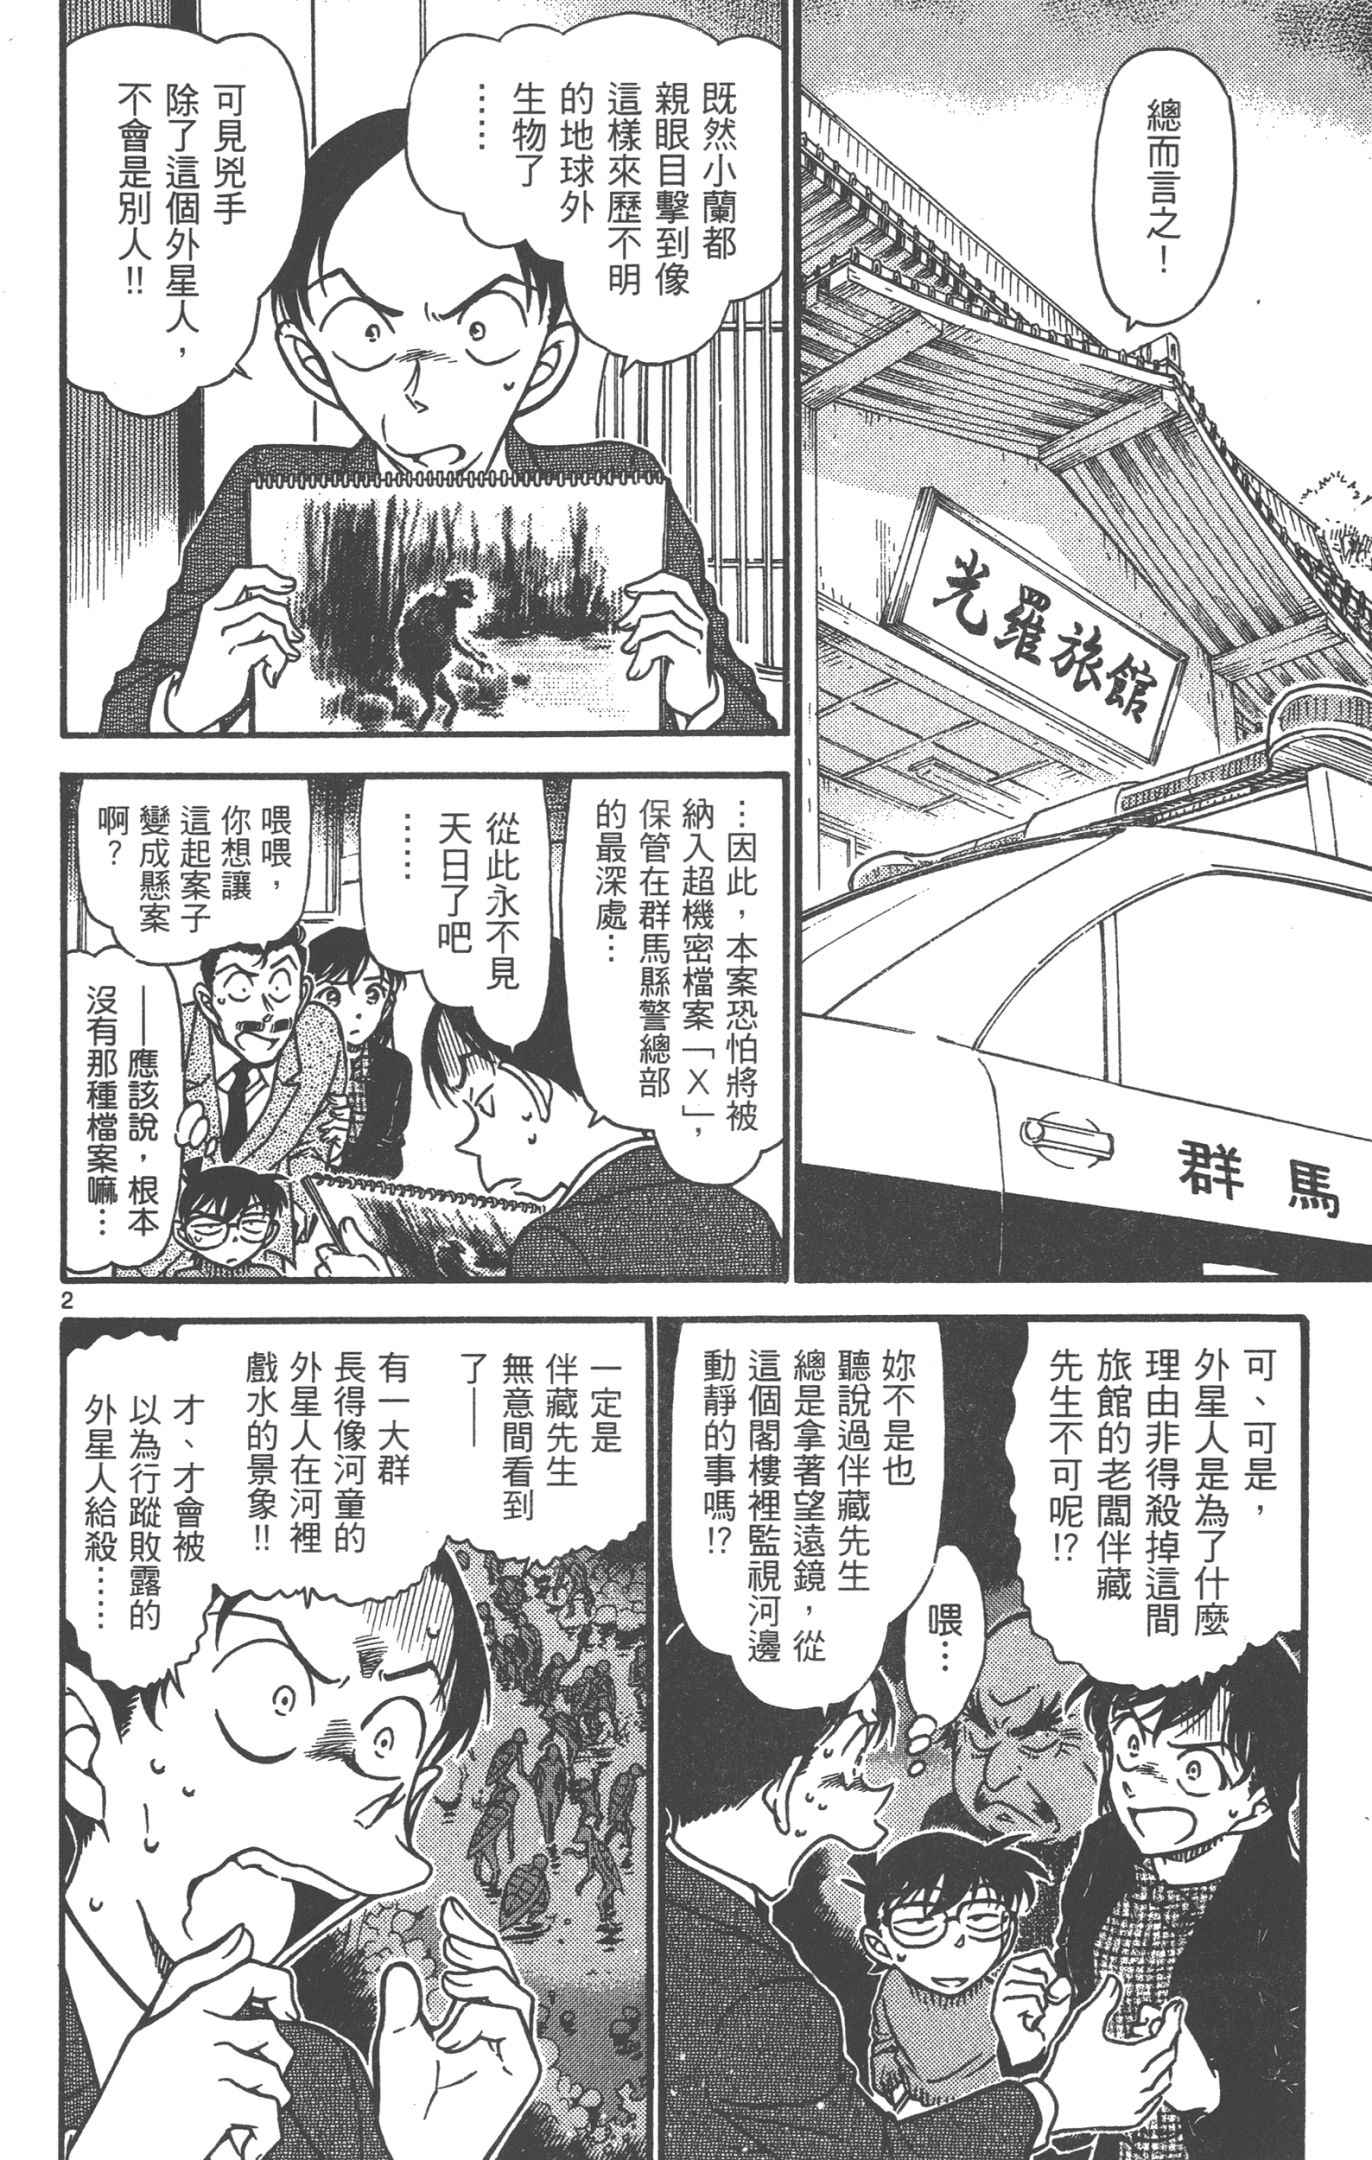 總而言之！
光羅旅館
群馬
既然小蘭都
親眼目擊到像
這樣來歷不明
的地球外
生物了
……
可見兇手
除了這個外星人，
不會是別人!!
…因此，本案恐怕將被
納入超機密檔案「X」，
保管在群馬縣警總部
的最深處…
從此永不見
天日了吧
……
喂喂，
你想讓
這起案子
變成懸案
啊？
——應該說，根本
沒有那種檔案嘛…
2
可、可是，
外星人是為了什麼
理由非得殺掉這間
旅館的老闆伴藏
先生不可呢!?
妳不是也
聽說過伴藏先生
總是拿著望遠鏡，從
這個閣樓裡監視河邊
動靜的事嗎!?
喂…
一定是
伴藏先生
無意間看到
了——
有一大群
長得像河童的
外星人在河裡
戲水的景象!!
才、才會被
以為行蹤敗露的
外星人給殺……